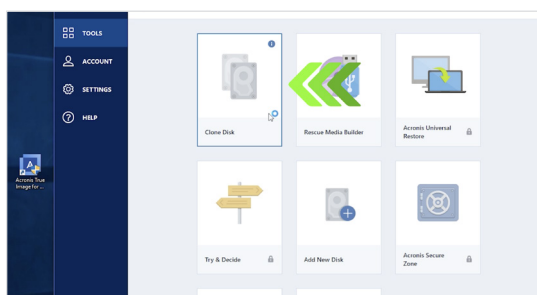 TOOLS
ACCOUNT
SETTINGS
HELP
Acronis True
Image for ...
Clone Disk
Rescue Media Builder
Acronis Universal
Restore
Try & Decide
Add New Disk
Acronis Secure
Zone